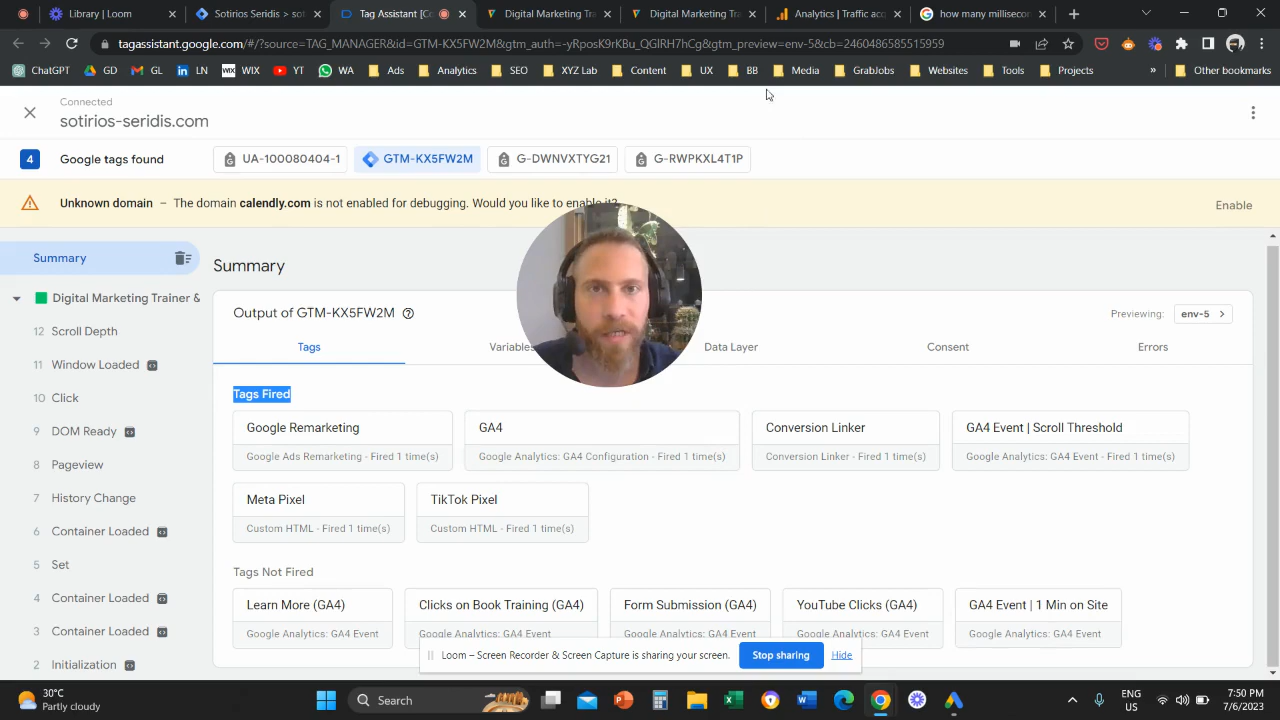 Library | Loom
Sotirios Seridis > sot
Tag Assistant [Co
Digital Marketing Tra
Digital Marketing Tra
Analytics | Traffic acq
how many millisecon
tagassistant.google.com/#/?source=TAG_MANAGER&id=GTM-KX5FW2M&gtm_auth=-yRposK9rKBu_QGlRH7hCg&gtm_preview=env-5&cb=2460486585515959
ChatGPT
GD
GL
LN
WIX
WIX
YT
WA
Ads
Analytics
SEO
XYZ Lab
Content
UX
BB
Media
GrabJobs
Websites
Tools
Projects
»
Other bookmarks
Connected
sotirios-seridis.com
4
Google tags found
UA-100080404-1
GTM-KX5FW2M
G-DWNVXTYG21
G-RWPKXL4T1P
Unknown domain – The domain calendly.com is not enabled for debugging. Would you like to enable it?
Enable
Summary
Digital Marketing Trainer &
12 Scroll Depth
11 Window Loaded
10 Click
9 DOM Ready
8 Pageview
7 History Change
6 Container Loaded
5 Set
4 Container Loaded
3 Container Loaded
2 Initialization
Summary
Output of GTM-KX5FW2M
Previewing:
env-5
Tags
Variables
Data Layer
Consent
Errors
Tags Fired
Google Remarketing
Google Ads Remarketing - Fired 1 time(s)
GA4
Google Analytics: GA4 Configuration - Fired 1 time(s)
Conversion Linker
Conversion Linker - Fired 1 time(s)
GA4 Event | Scroll Threshold
Google Analytics: GA4 Event - Fired 1 time(s)
Meta Pixel
Custom HTML - Fired 1 time(s)
TikTok Pixel
Custom HTML - Fired 1 time(s)
Tags Not Fired
Learn More (GA4)
Google Analytics: GA4 Event
Clicks on Book Training (GA4)
Google Analytics: GA4 Event
Form Submission (GA4)
Google Analytics: GA4 Event
YouTube Clicks (GA4)
Google Analytics: GA4 Event
GA4 Event | 1 Min on Site
Google Analytics: GA4 Event
Loom – Screen Recorder & Screen Capture is sharing your screen.
Stop sharing
Hide
30°C
Partly cloudy
Search
ENG
US
7:50 PM
7/6/2023